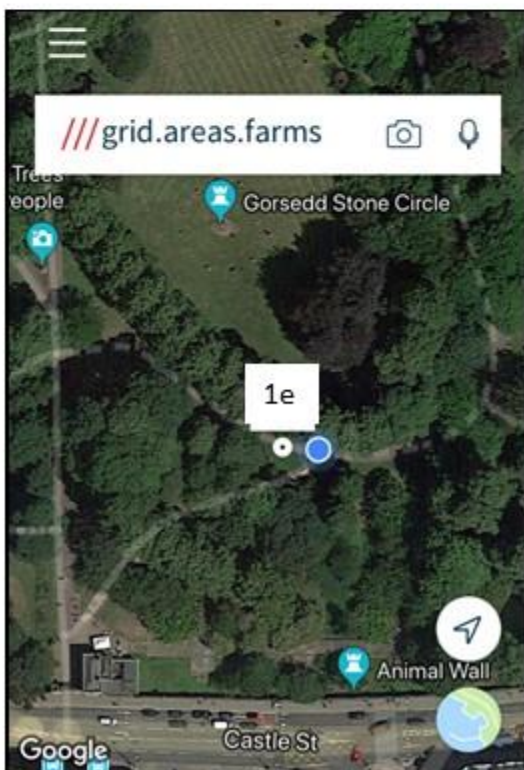 ///grid.areas.farms
Trees
eople
Gorsedd Stone Circle
1e
Animal Wall
Castle St
Google